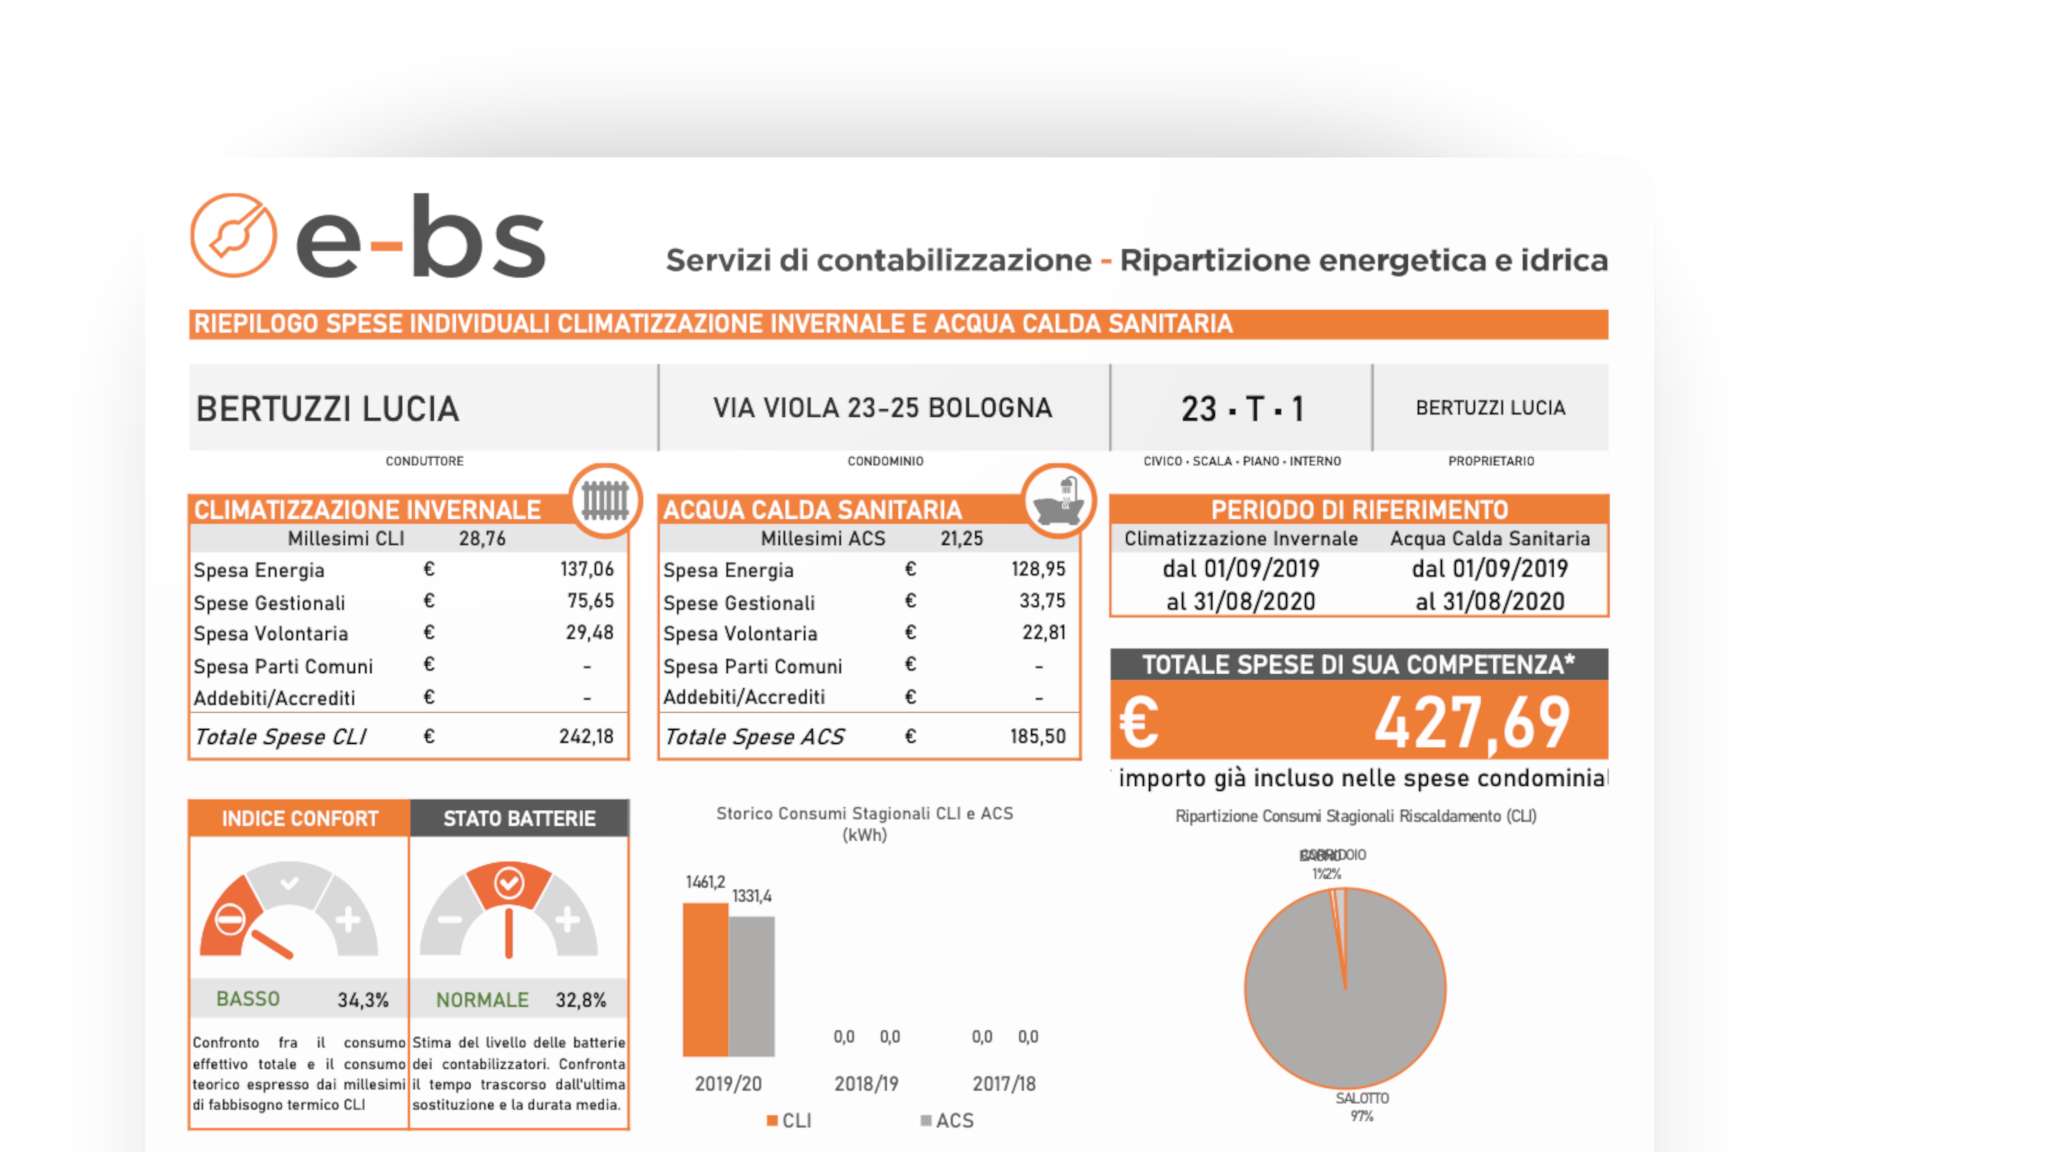 e-bs
Servizi di contabilizzazione - Ripartizione energetica e idrica
RIEPILOGO SPESE INDIVIDUALI CLIMATIZZAZIONE INVERNALE E ACQUA CALDA SANITARIA
BERTUZZI LUCIA
VIA VIOLA 23-25 BOLOGNA
23 · T · 1
BERTUZZI LUCIA
CONDUTTORE
CONDOMINIO
CIVICO · SCALA · PIANO · INTERNO
PROPRIETARIO
CLIMATIZZAZIONE INVERNALE
Millesimi CLI 28,76
Spesa Energia € 137,06
Spese Gestionali € 75,65
Spesa Volontaria € 29,48
Spesa Parti Comuni € -
Addebiti/Accrediti € -
Totale Spese CLI € 242,18
ACQUA CALDA SANITARIA
Millesimi ACS 21,25
Spesa Energia € 128,95
Spese Gestionali € 33,75
Spesa Volontaria € 22,81
Spesa Parti Comuni € -
Addebiti/Accrediti € -
Totale Spese ACS € 185,50
PERIODO DI RIFERIMENTO
Climatizzazione Invernale Acqua Calda Sanitaria
dal 01/09/2019 dal 01/09/2019
al 31/08/2020 al 31/08/2020
TOTALE SPESE DI SUA COMPETENZA*
€ 427,69
importo già incluso nelle spese condominial
INDICE CONFORT
BASSO 34,3%
Confronto fra il consumo
effettivo totale e il consumo
teorico espresso dai millesimi
di fabbisogno termico CLI
STATO BATTERIE
NORMALE 32,8%
Stima del livello delle batterie
dei contabilizzatori. Confronta
il tempo trascorso dall'ultima
sostituzione e la durata media.
Storico Consumi Stagionali CLI e ACS
(kWh)
1461,2
1331,4
0,0 0,0 0,0 0,0
2019/20 2018/19 2017/18
CLI ACS
Ripartizione Consumi Stagionali Riscaldamento (CLI)
CORRIDOIO
1% 2%
SALOTTO
97%